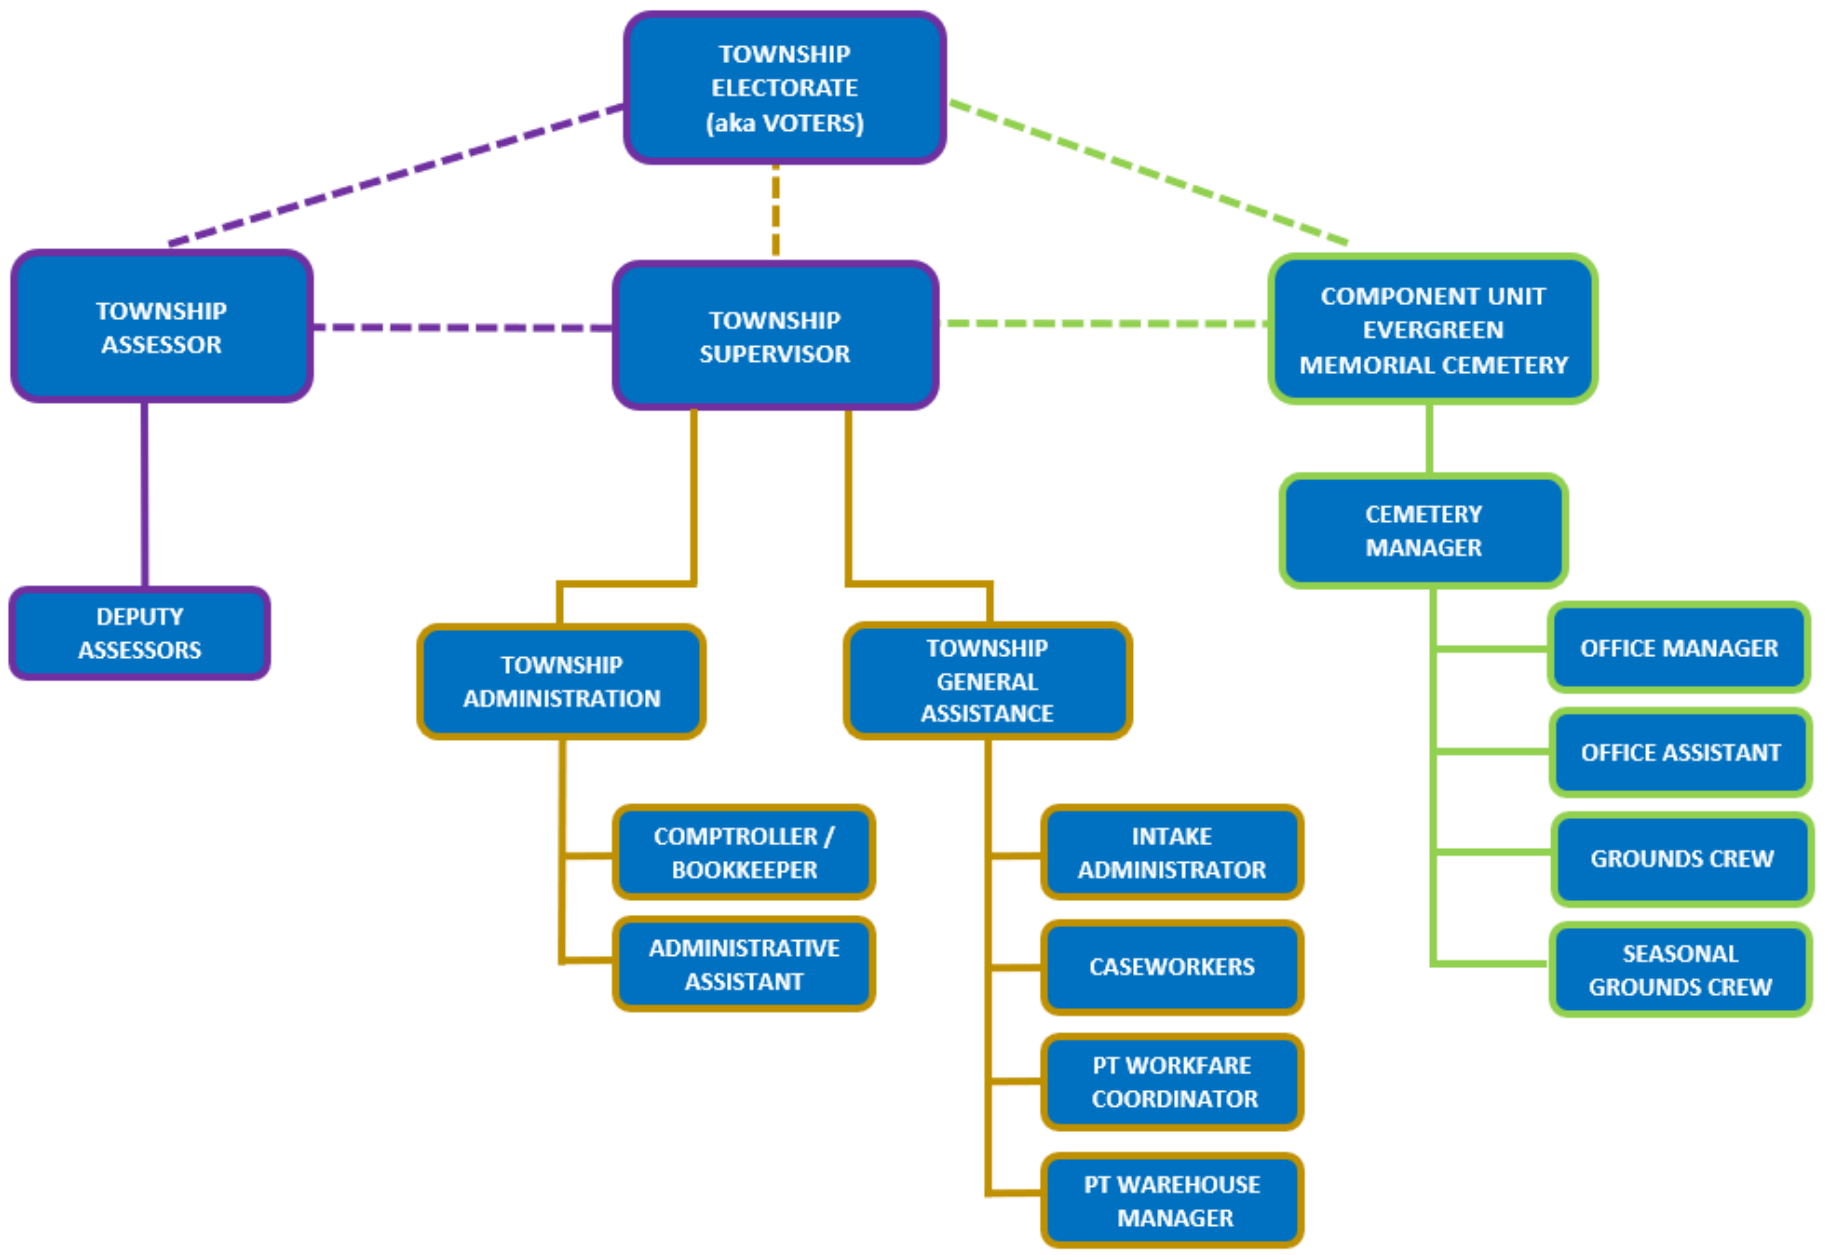 TOWNSHIP
ELECTORATE
(aka VOTERS)
TOWNSHIP
ASSESSOR
TOWNSHIP
SUPERVISOR
COMPONENT UNIT
EVERGREEN
MEMORIAL CEMETERY
CEMETERY
MANAGER
DEPUTY
ASSESSORS
TOWNSHIP
ADMINISTRATION
TOWNSHIP
GENERAL
ASSISTANCE
OFFICE MANAGER
OFFICE ASSISTANT
GROUNDS CREW
SEASONAL
GROUNDS CREW
COMPTROLLER /
BOOKKEEPER
ADMINISTRATIVE
ASSISTANT
INTAKE
ADMINISTRATOR
CASEWORKERS
PT WORKFARE
COORDINATOR
PT WAREHOUSE
MANAGER